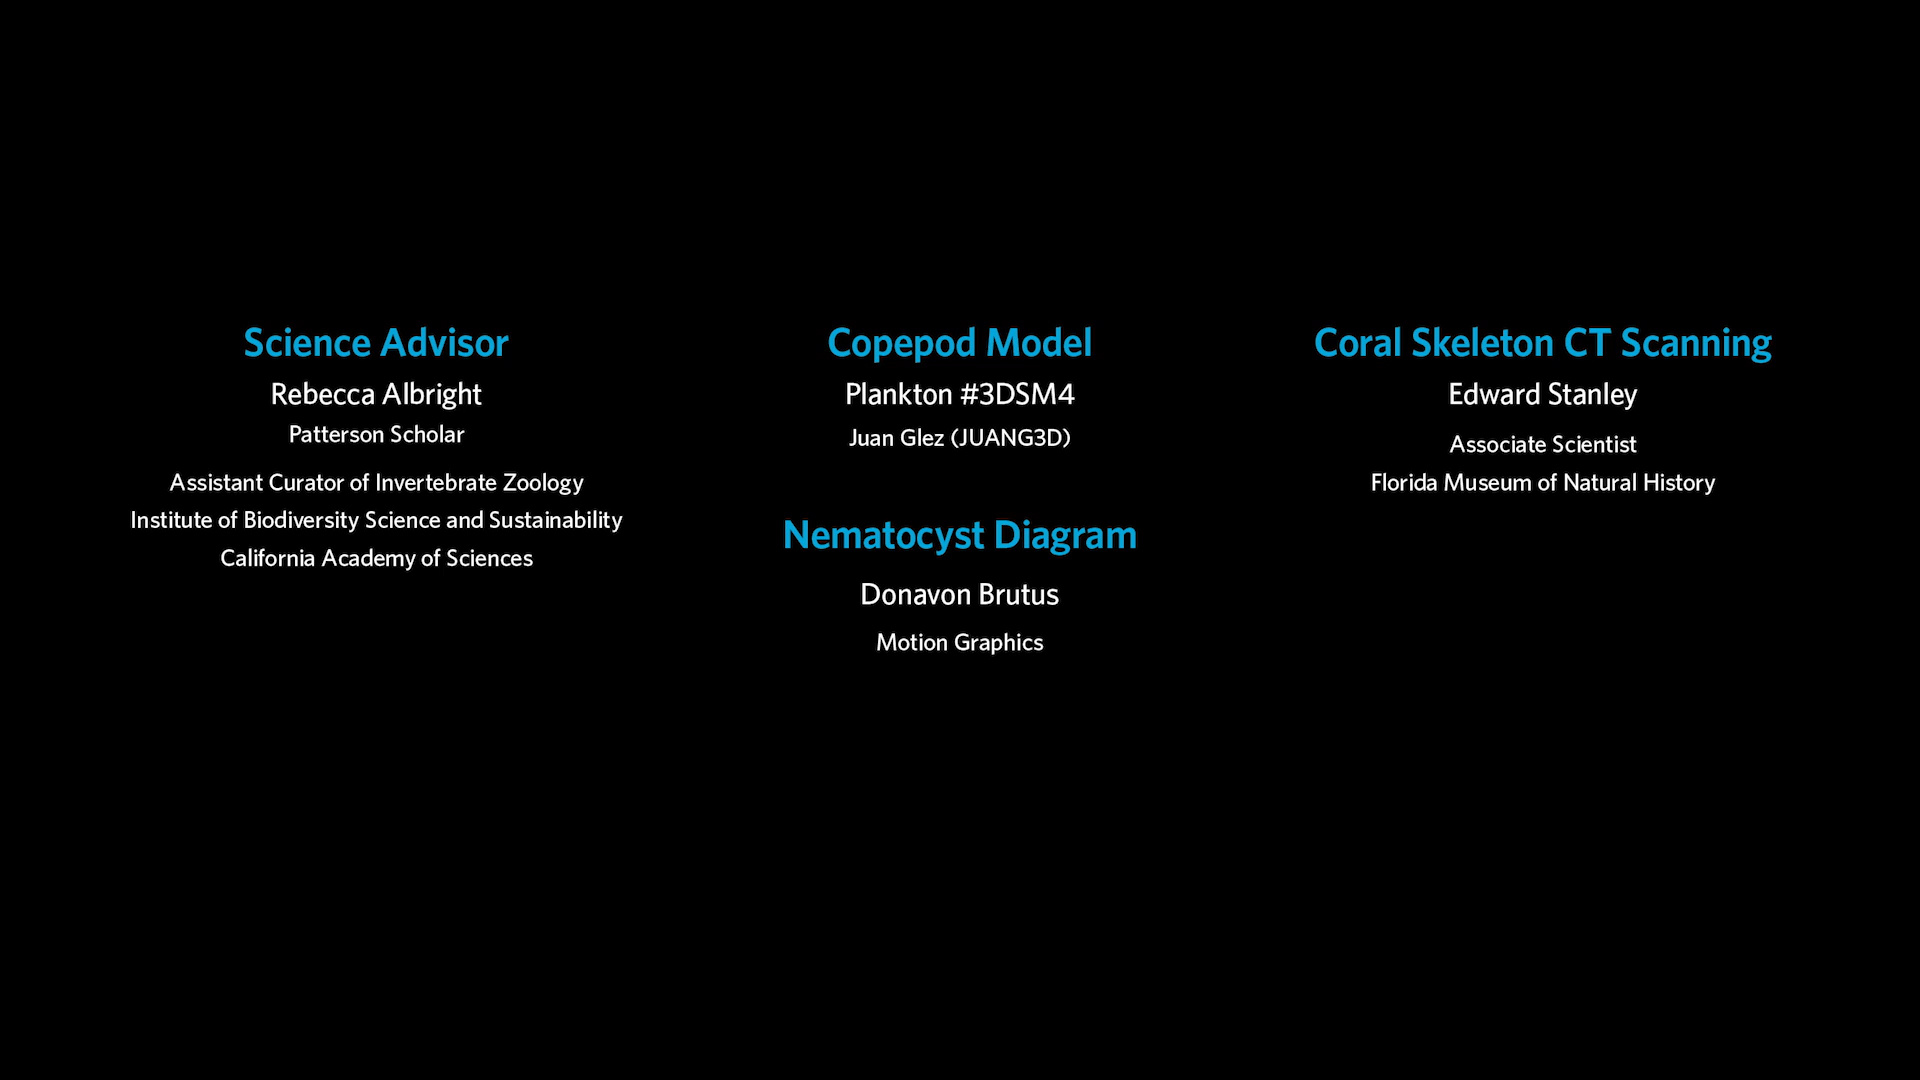 Science Advisor
Rebecca Albright
Patterson Scholar
Assistant Curator of Invertebrate Zoology
Institute of Biodiversity Science and Sustainability
California Academy of Sciences
Copepod Model
Plankton #3DSM4
Juan Glez (JUANG3D)
Nematocyst Diagram
Donavon Brutus
Motion Graphics
Coral Skeleton CT Scanning
Edward Stanley
Associate Scientist
Florida Museum of Natural History